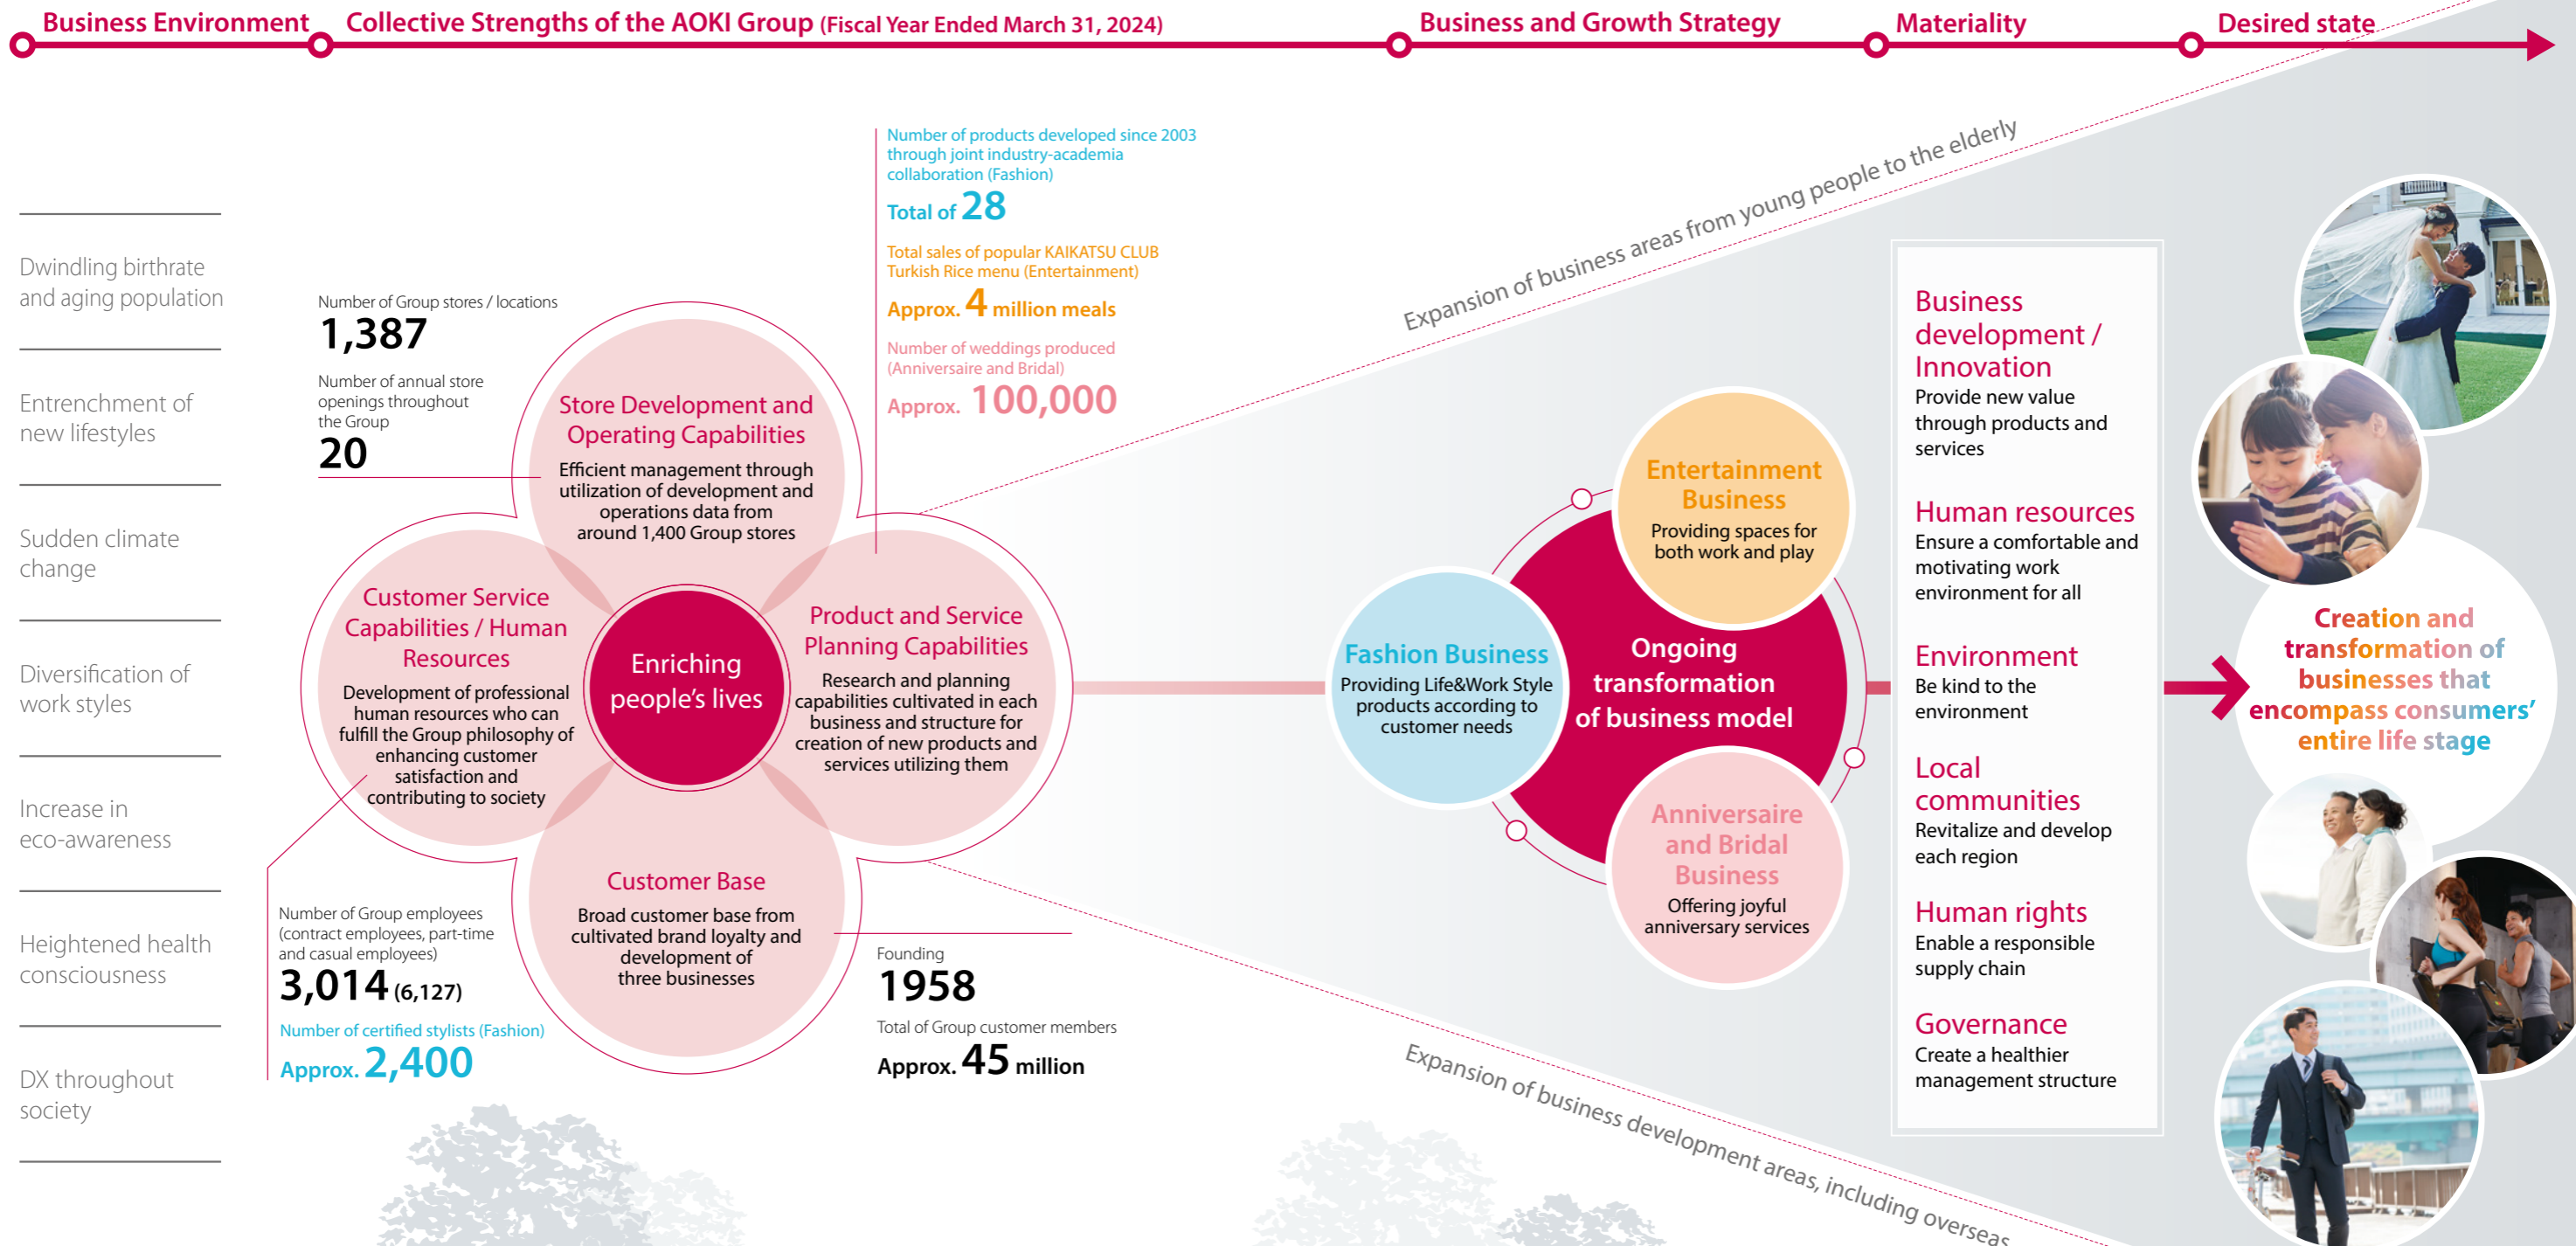 Business Environment
Collective Strengths of the AOKI Group (Fiscal Year Ended March 31, 2024)
Business and Growth Strategy
Materiality
Desired state
Dwindling birthrate
and aging population
Entrenchment of
new lifestyles
Sudden climate
change
Diversification of
work styles
Increase in
eco-awareness
Heightened health
consciousness
DX throughout
society
Number of Group stores / locations
1,387
Number of annual store
openings throughout
the Group
20
Store Development and
Operating Capabilities
Efficient management through
utilization of development and
operations data from
around 1,400 Group stores
Number of products developed since 2003
through joint industry-academia
collaboration (Fashion)
Total of 28
Total sales of popular KAIKATSU CLUB
Turkish Rice menu (Entertainment)
Approx. 4 million meals
Number of weddings produced
(Anniversaire and Bridal)
Approx. 100,000
Customer Service
Capabilities / Human
Resources
Development of professional
human resources who can
fulfill the Group philosophy of
enhancing customer
satisfaction and
contributing to society
Enriching
people's lives
Product and Service
Planning Capabilities
Research and planning
capabilities cultivated in each
business and structure for
creation of new products and
services utilizing them
Number of Group employees
(contract employees, part-time
and casual employees)
3,014 (6,127)
Number of certified stylists (Fashion)
Approx. 2,400
Customer Base
Broad customer base from
cultivated brand loyalty and
development of
three businesses
Founding
1958
Total of Group customer members
Approx. 45 million
Expansion of business areas from young people to the elderly
Entertainment
Business
Providing spaces for
both work and play
Fashion Business
Providing Life&Work Style
products according to
customer needs
Ongoing
transformation
of business model
Anniversaire
and Bridal
Business
Offering joyful
anniversary services
Expansion of business development areas, including overseas
Business
development /
Innovation
Provide new value
through products and
services
Human resources
Ensure a comfortable and
motivating work
environment for all
Environment
Be kind to the
environment
Local
communities
Revitalize and develop
each region
Human rights
Enable a responsible
supply chain
Governance
Create a healthier
management structure
Creation and
transformation of
businesses that
encompass consumers'
entire life stage